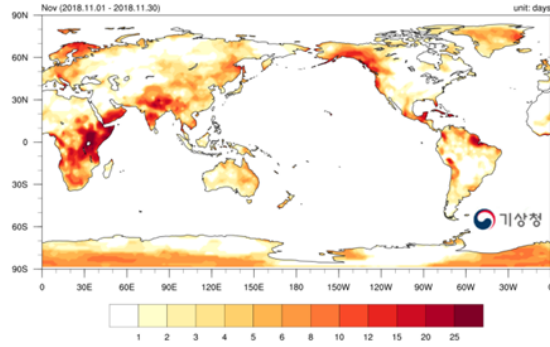 Nov (2018.11.01 - 2018.11.30) unit: days
90N
60N
30N
0
30S
60S
90S
기상청
0 30E 60E 90E 120E 150E 180 150W 120W 90W 60W 30W 0
1 2 3 4 5 6 8 10 12 15 20 25